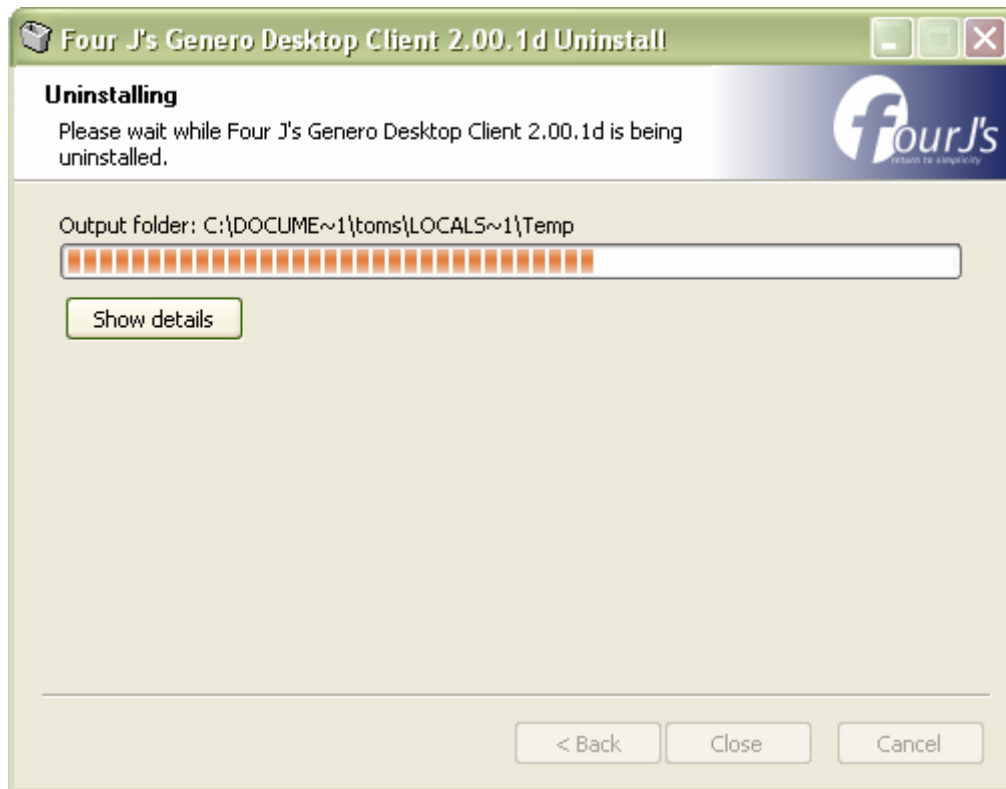 Four J's Genero Desktop Client 2.00.1d Uninstall
Uninstalling
Please wait while Four J's Genero Desktop Client 2.00.1d is being
uninstalled.
fourJ's
return to simplicity
Output folder: C:\DOCUME~1\toms\LOCALS~1\Temp
Show details
< Back
Close
Cancel